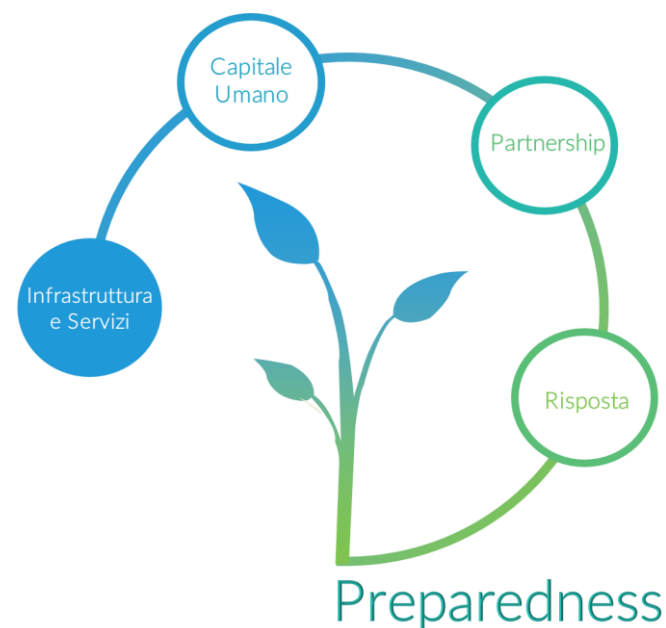 Capitale
Umano
Partnership
Infrastruttura
e Servizi
Risposta
Preparedness